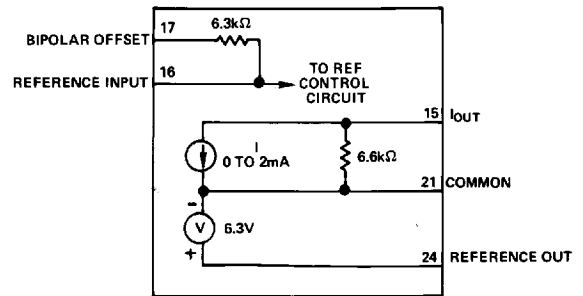 17
6.3kΩ
BIPOLAR OFFSET
16
REFERENCE INPUT
TO REF
CONTROL
CIRCUIT
15
IOUT
I
0 TO 2mA
6.6kΩ
21
COMMON
-
V
6.3V
+
24
REFERENCE OUT